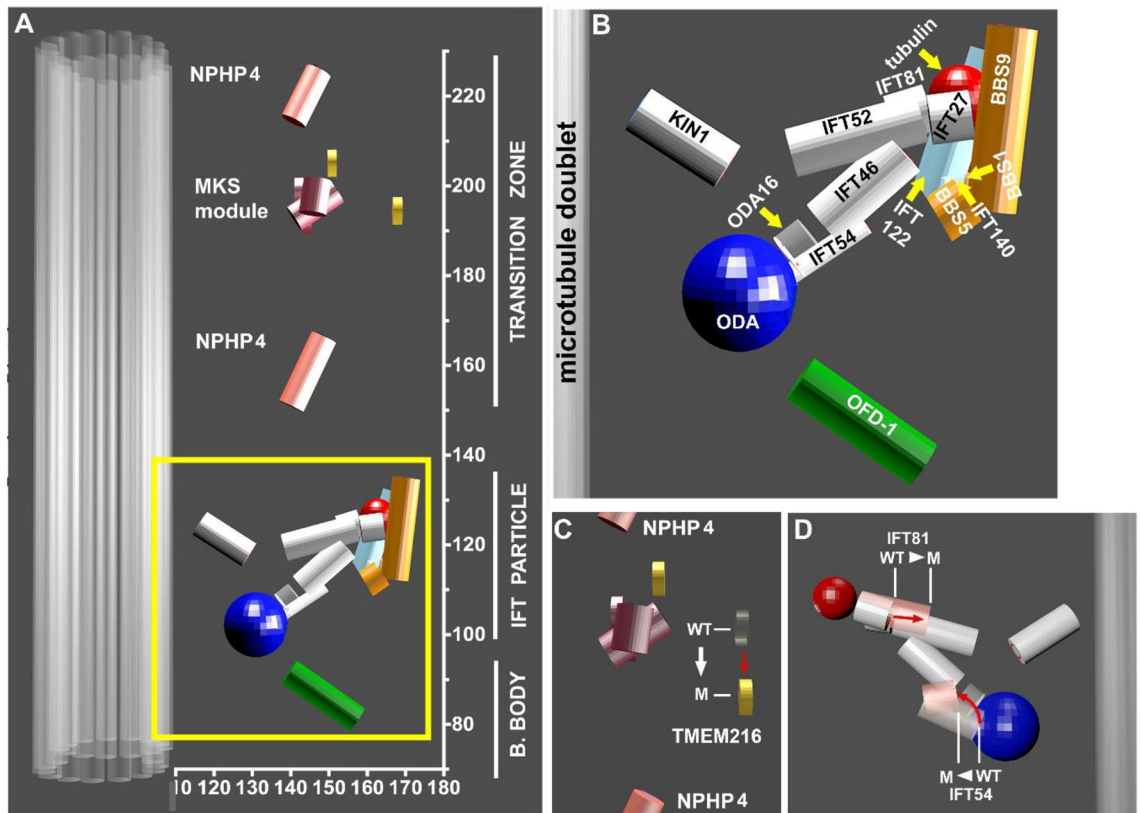 A
NPHP4
MKS
module
NPHP4
220
200
180
160
140
120
100
80
TRANSITION ZONE
IFT PARTICLE
B. BODY
10 120 130 140 150 160 170 180
B
microtubule doublet
tubulin
IFT81
BBS9
KIN1
IFT52
IFT27
IFT46
BBS1
ODA16
IFT
122
BBS5
IFT140
IFT54
ODA
OFD-1
C
NPHP4
WT
M
TMEM216
NPHP4
D
IFT81
WT ► M
M ◄ WT
IFT54